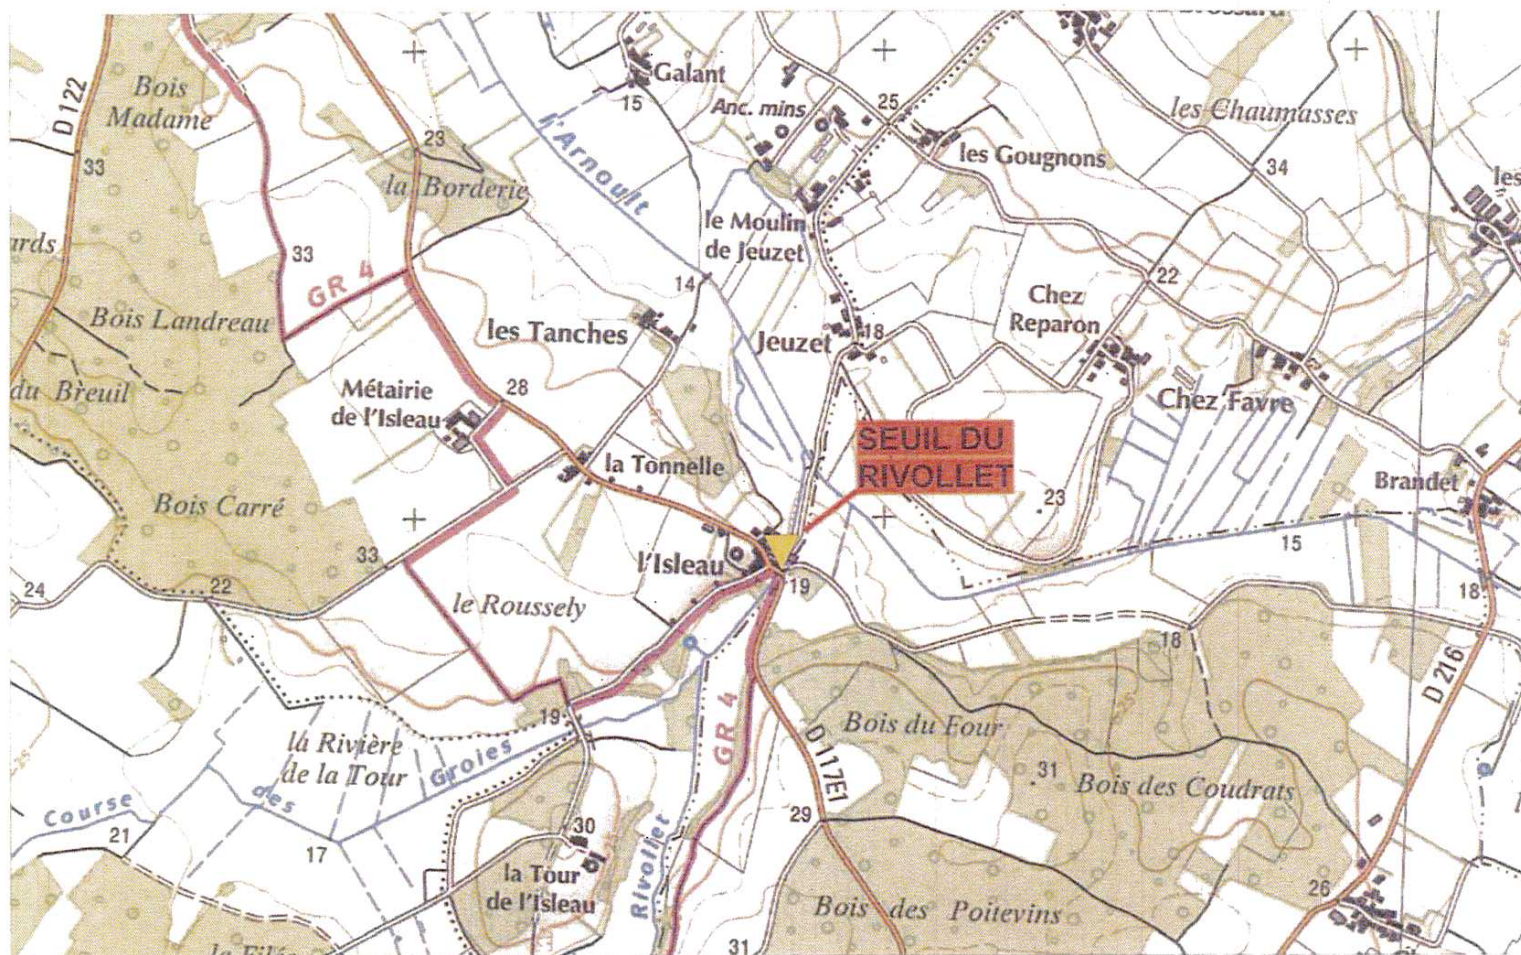 Galant
Bois
Madame
D 122
15
Anc. mins
25
les Chaumasses
23
l'Arnoult
les Gougnons
34
33
la Borderie
les
le Moulin
de Jeuzet
ards
33
GR 4
14
22
Chez
Reparon
Bois Landreau
les Tanches
Jeuzet
18
du Breuil
Métairie
de l'Isleau
28
Chez Favre
SEUIL DU
RIVOLLET
la Tonnelle
Brandet
Bois Carré
23
33
l'Isleau
15
24
22
19
18
le Roussely
18
D 216
19
GR 4
Bois du Four
la Rivière
de la Tour
Course des Groies
D 117E1
31
Bois des Coudrats
21
17
30
29
la Tour
de l'Isleau
Rivollet
26
Bois des Poitevins
31